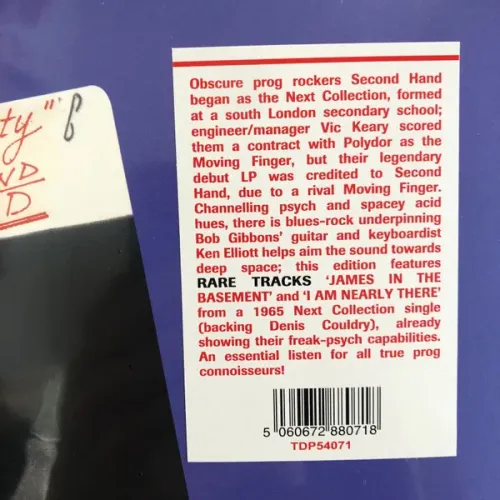 ty"
ND
D
Obscure prog rockers Second Hand
began as the Next Collection, formed
at a south London secondary school;
engineer/manager Vic Keary scored
them a contract with Polydor as the
Moving Finger, but their legendary
debut LP was credited to Second
Hand, due to a rival Moving Finger.
Channelling psych and spacey acid
hues, there is blues-rock underpinning
Bob Gibbons' guitar and keyboardist
Ken Elliott helps aim the sound towards
deep space; this edition features
RARE TRACKS 'JAMES IN THE
BASEMENT' and 'I AM NEARLY THERE'
from a 1965 Next Collection single
(backing Denis Couldry), already
showing their freak-psych capabilities.
An essential listen for all true prog
connoisseurs!
5 060672 880718
TDP54071